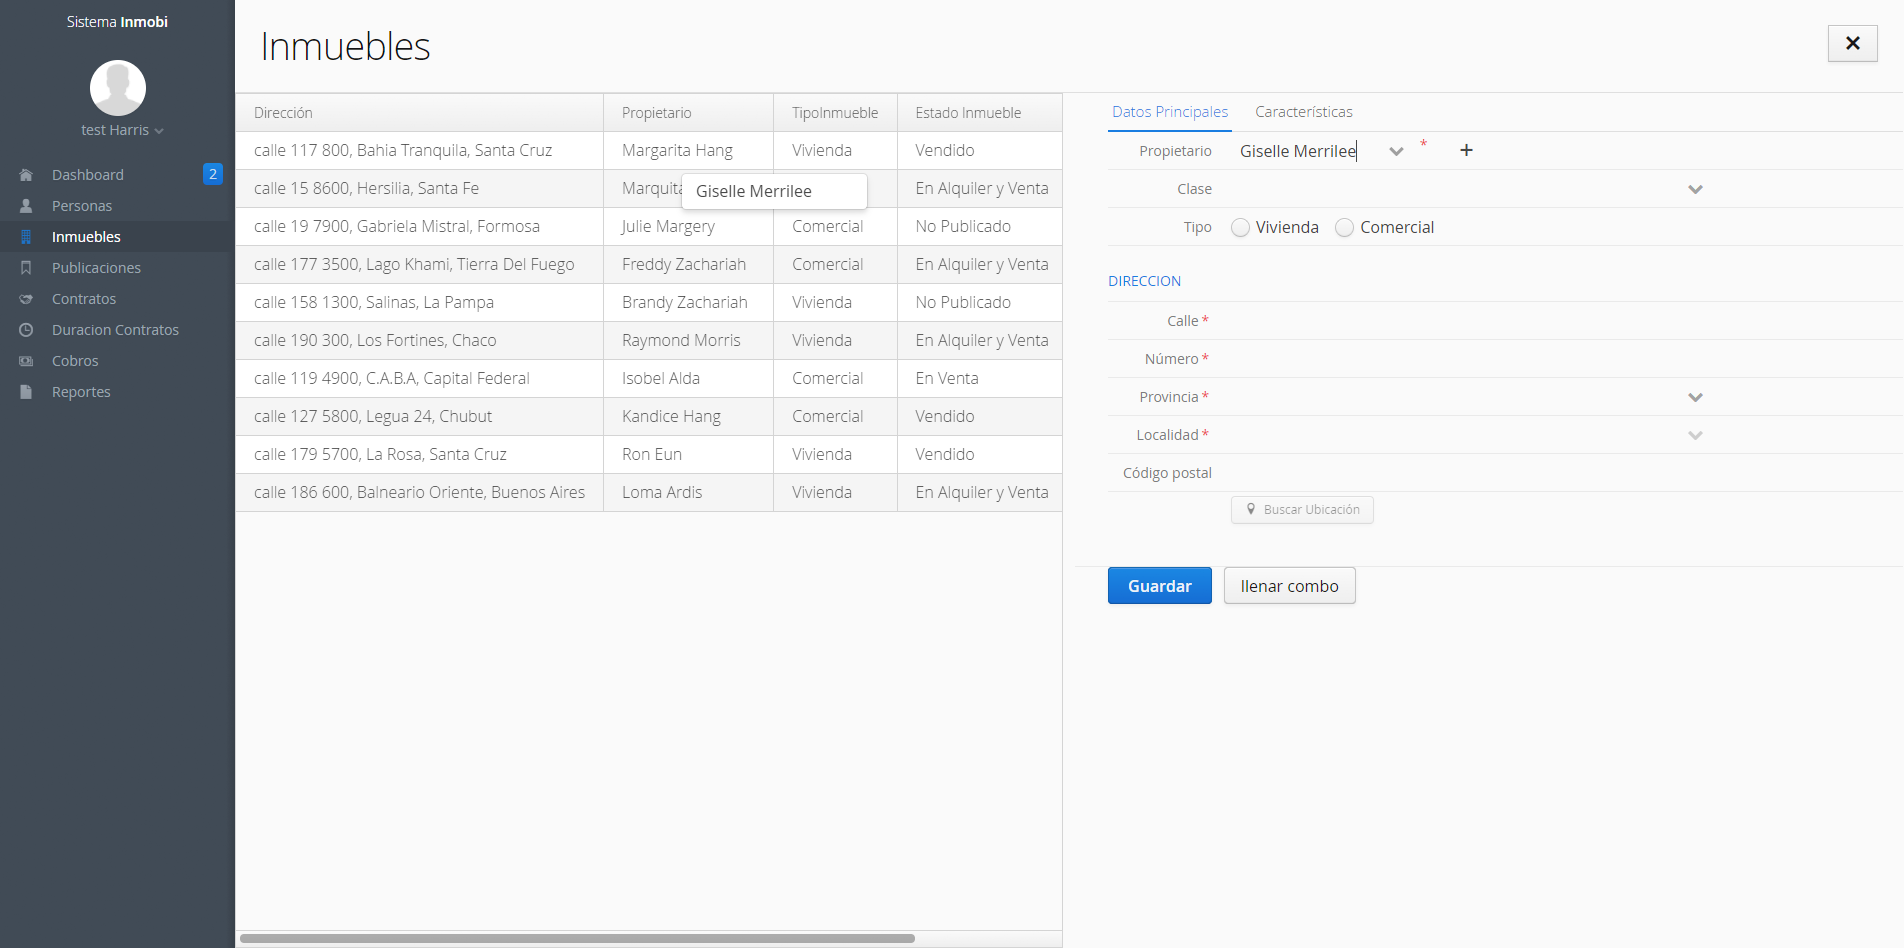 Sistema Inmobi
test Harris
Dashboard 2
Personas
Inmuebles
Publicaciones
Contratos
Duracion Contratos
Cobros
Reportes
Inmuebles
Dirección Propietario TipoInmueble Estado Inmueble
calle 117 800, Bahia Tranquila, Santa Cruz Margarita Hang Vivienda Vendido
calle 15 8600, Hersilia, Santa Fe Marquita En Alquiler y Venta
Giselle Merrilee
calle 19 7900, Gabriela Mistral, Formosa Julie Margery Comercial No Publicado
calle 177 3500, Lago Khami, Tierra Del Fuego Freddy Zachariah Comercial En Alquiler y Venta
calle 158 1300, Salinas, La Pampa Brandy Zachariah Vivienda No Publicado
calle 190 300, Los Fortines, Chaco Raymond Morris Vivienda En Alquiler y Venta
calle 119 4900, C.A.B.A, Capital Federal Isobel Alda Comercial En Venta
calle 127 5800, Legua 24, Chubut Kandice Hang Comercial Vendido
calle 179 5700, La Rosa, Santa Cruz Ron Eun Vivienda Vendido
calle 186 600, Balneario Oriente, Buenos Aires Loma Ardis Vivienda En Alquiler y Venta
Datos Principales Características
Propietario Giselle Merrilee * +
Clase
Tipo Vivienda Comercial
DIRECCION
Calle *
Número *
Provincia *
Localidad *
Código postal
Buscar Ubicación
Guardar llenar combo